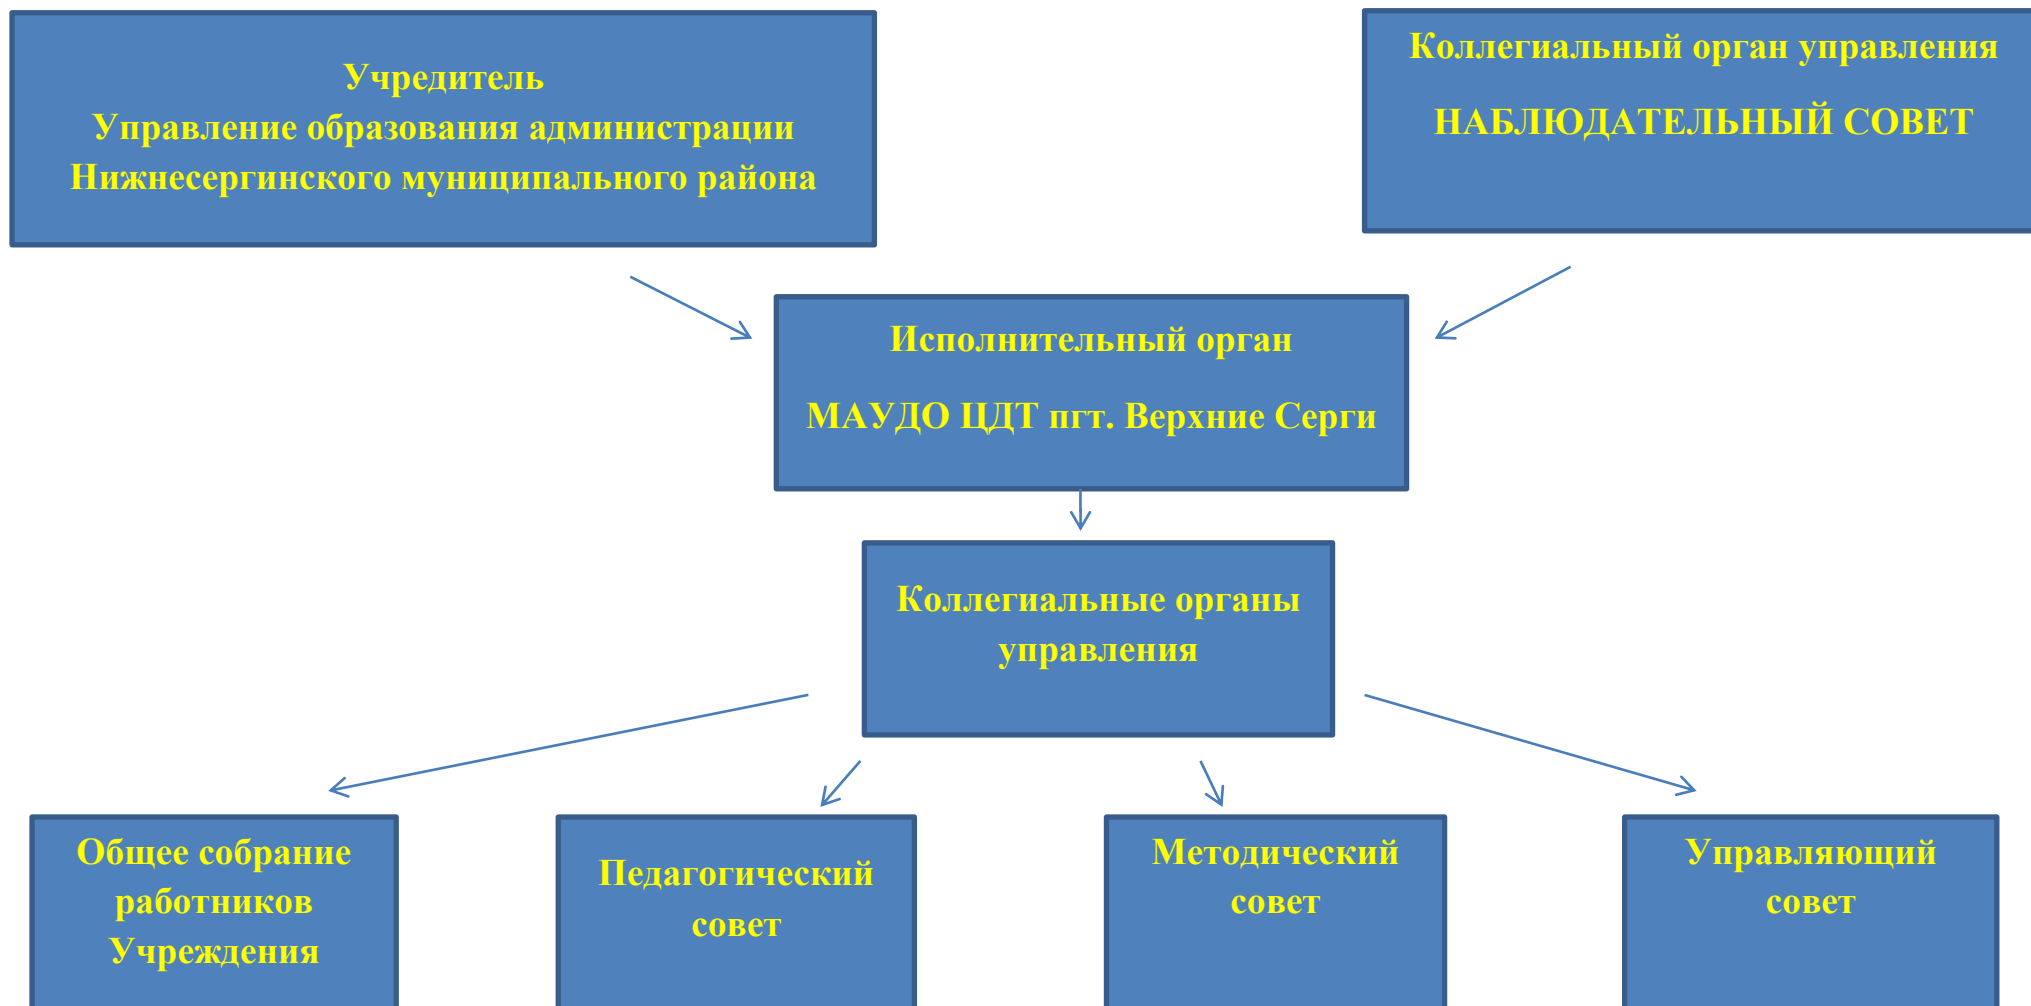 Учредитель
Управление образования администрации
Нижнесергинского муниципального района
Коллегиальный орган управления
НАБЛЮДАТЕЛЬНЫЙ СОВЕТ
Исполнительный орган
МАУДО ЦДТ пгт. Верхние Серги
Коллегиальные органы
управления
Общее собрание
работников
Учреждения
Педагогический
совет
Методический
совет
Управляющий
совет